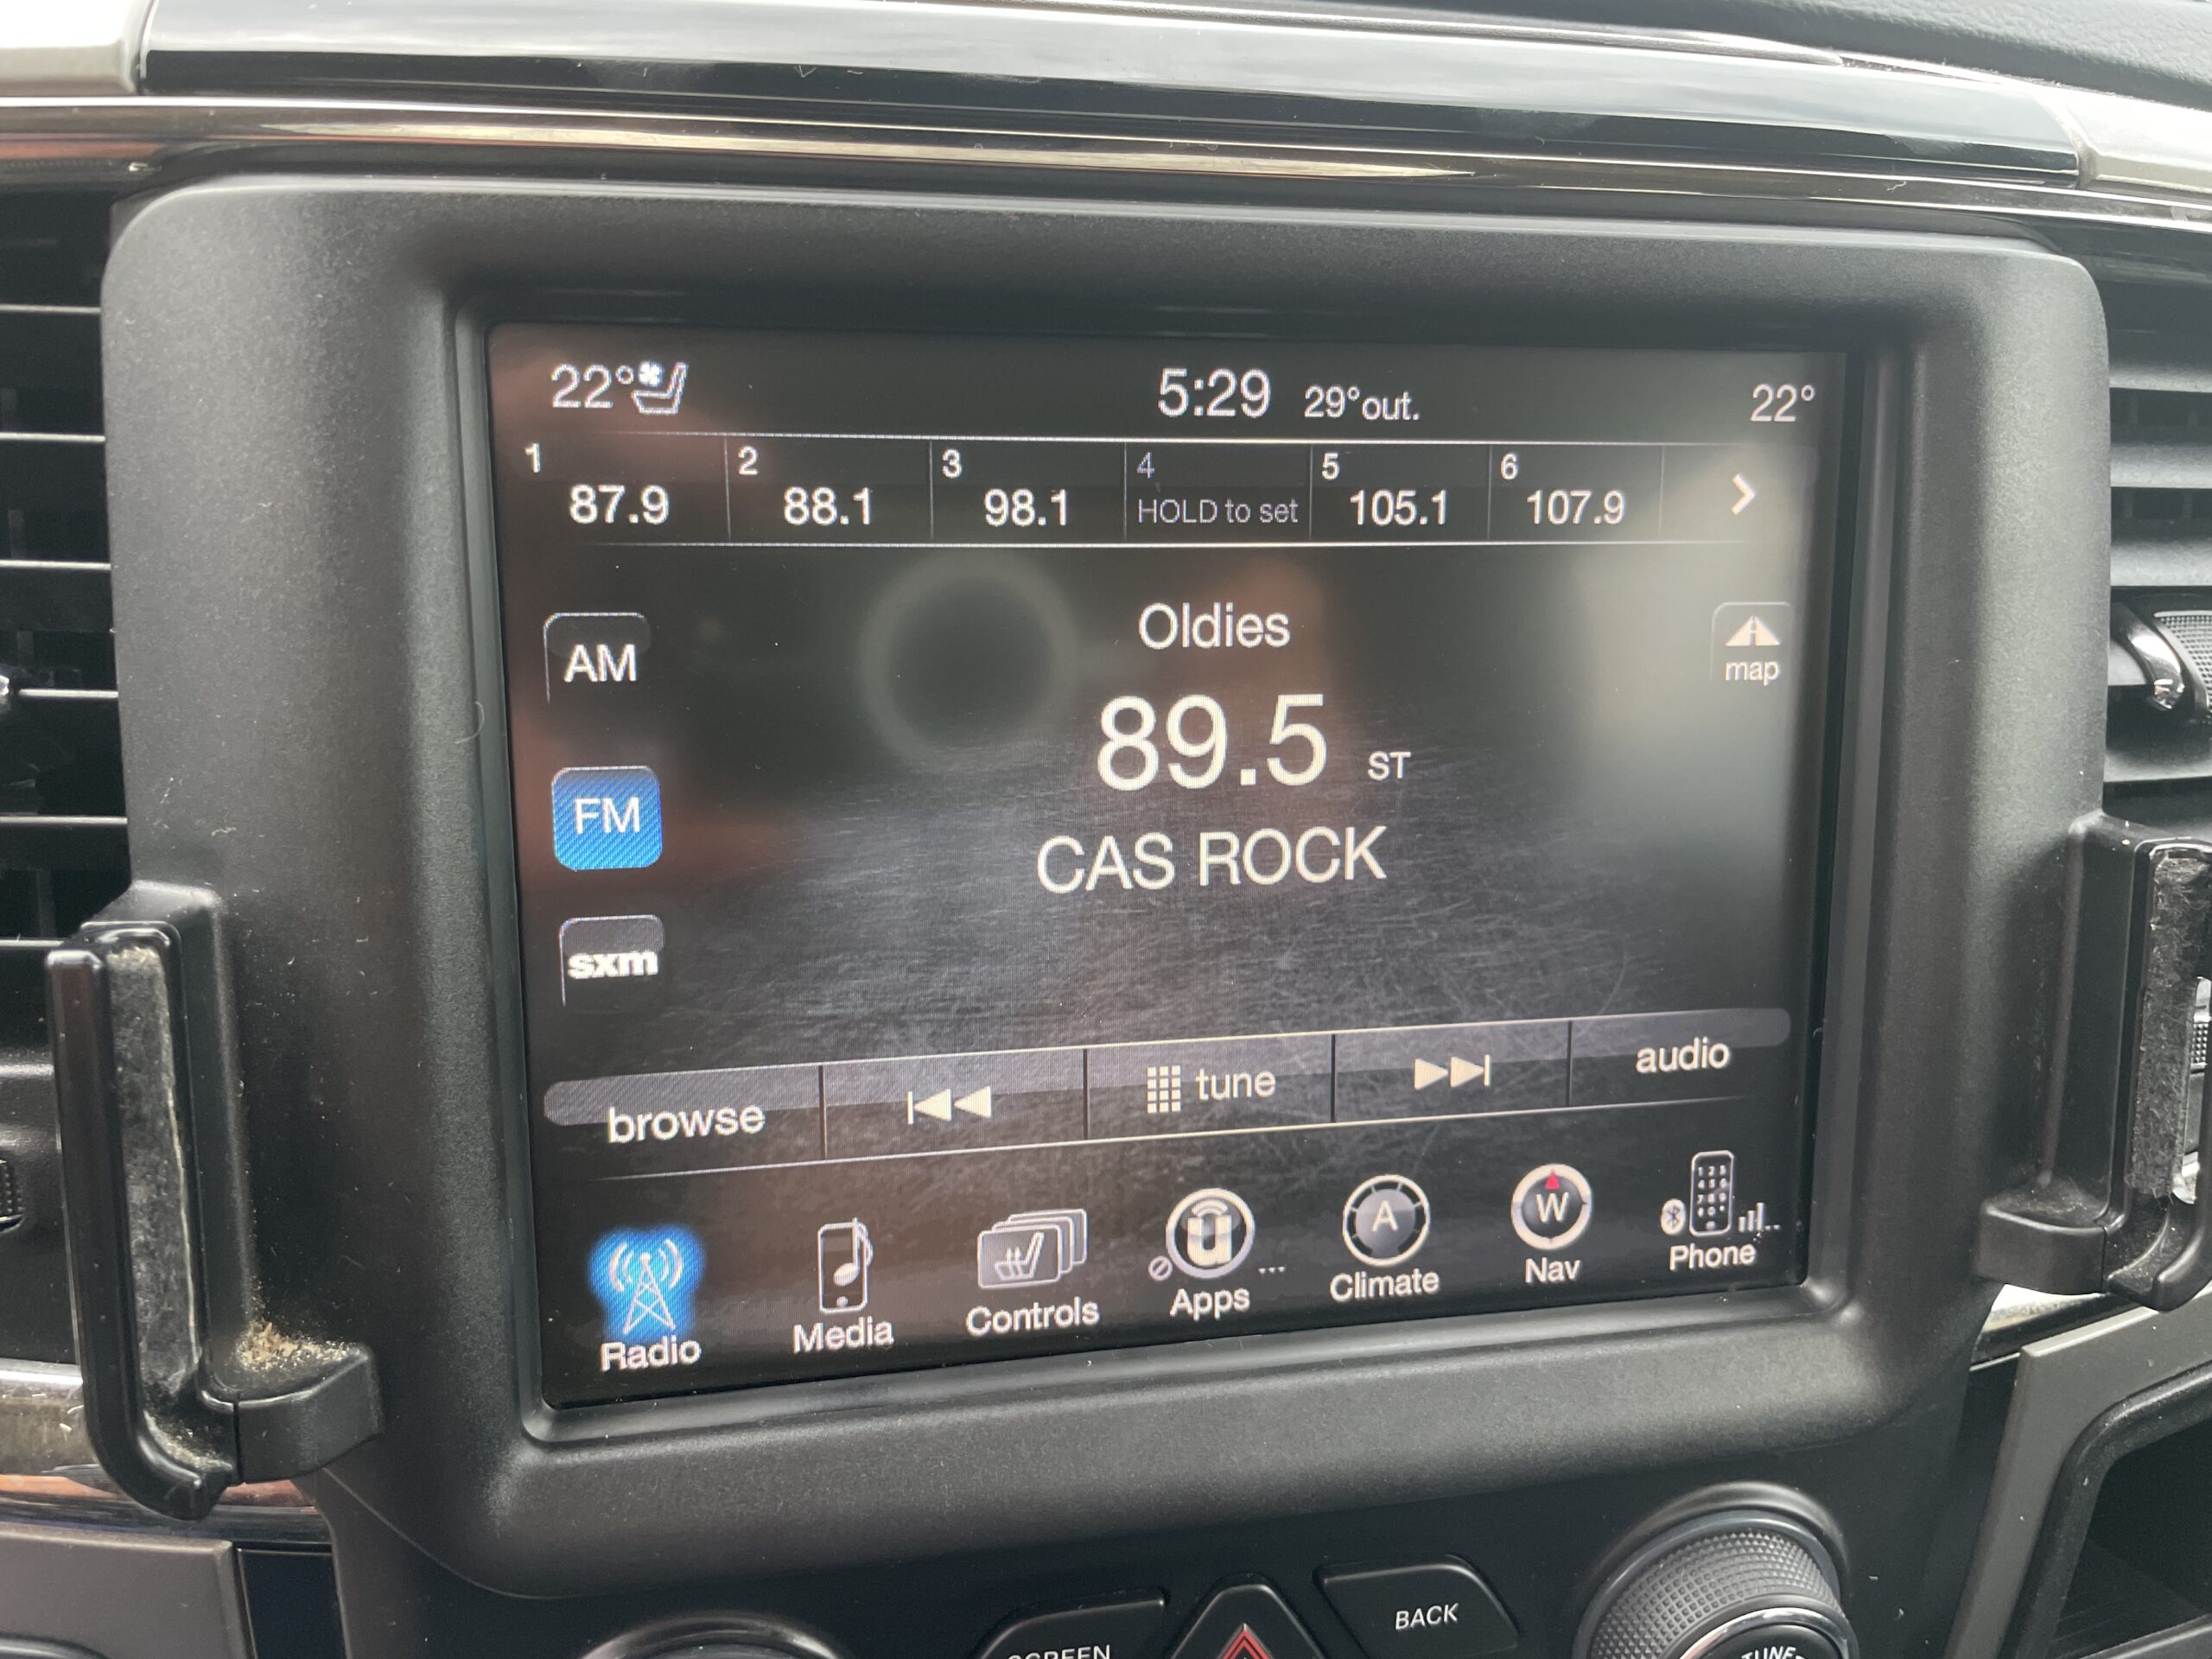 22°
5:29 29°out.
22°
1 2 3 4 5 6
87.9 88.1 98.1 HOLD to set 105.1 107.9
Oldies
AM
map
89.5 ST
FM
CAS ROCK
sxm
browse tune audio
A W
Radio Media Controls Apps Climate Nav Phone
BACK
SCREEN
TUNE